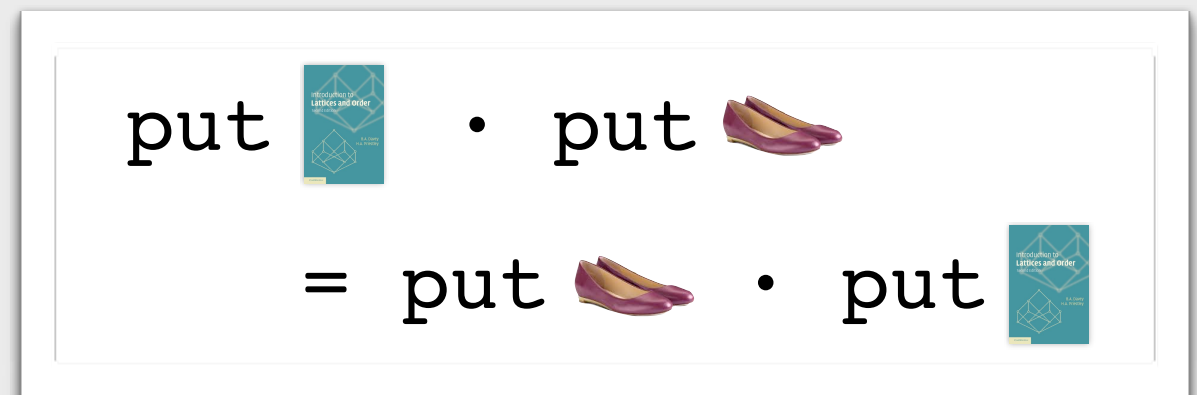 put Introduction to Lattices and Order • put
= put • put Introduction to Lattices and Order